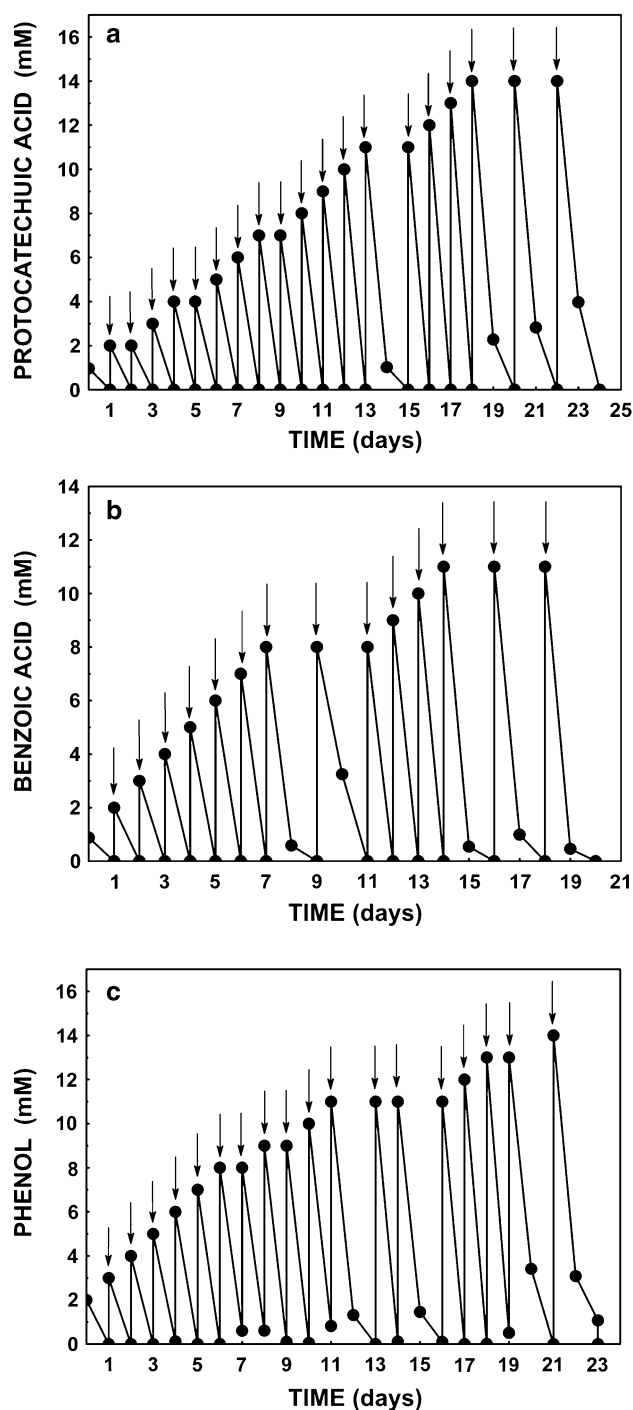 a
PROTOCATECHUIC ACID (mM)
16
14
12
10
8
6
4
2
0
1 3 5 7 9 11 13 15 17 19 21 23 25
TIME (days)
b
BENZOIC ACID (mM)
14
12
10
8
6
4
2
0
1 3 5 7 9 11 13 15 17 19 21
TIME (days)
c
PHENOL (mM)
16
14
12
10
8
6
4
2
0
1 3 5 7 9 11 13 15 17 19 21 23
TIME (days)